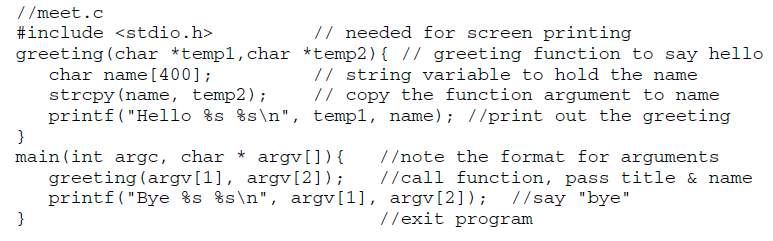 //meet.c
#include <stdio.h>          // needed for screen printing
greeting(char *temp1,char *temp2){ // greeting function to say hello
   char name[400];          // string variable to hold the name
   strcpy(name, temp2);     // copy the function argument to name
   printf("Hello %s %s\n", temp1, name); //print out the greeting
}
main(int argc, char * argv[]){   //note the format for arguments
   greeting(argv[1], argv[2]);   //call function, pass title & name
   printf("Bye %s %s\n", argv[1], argv[2]);  //say "bye"
}                                //exit program